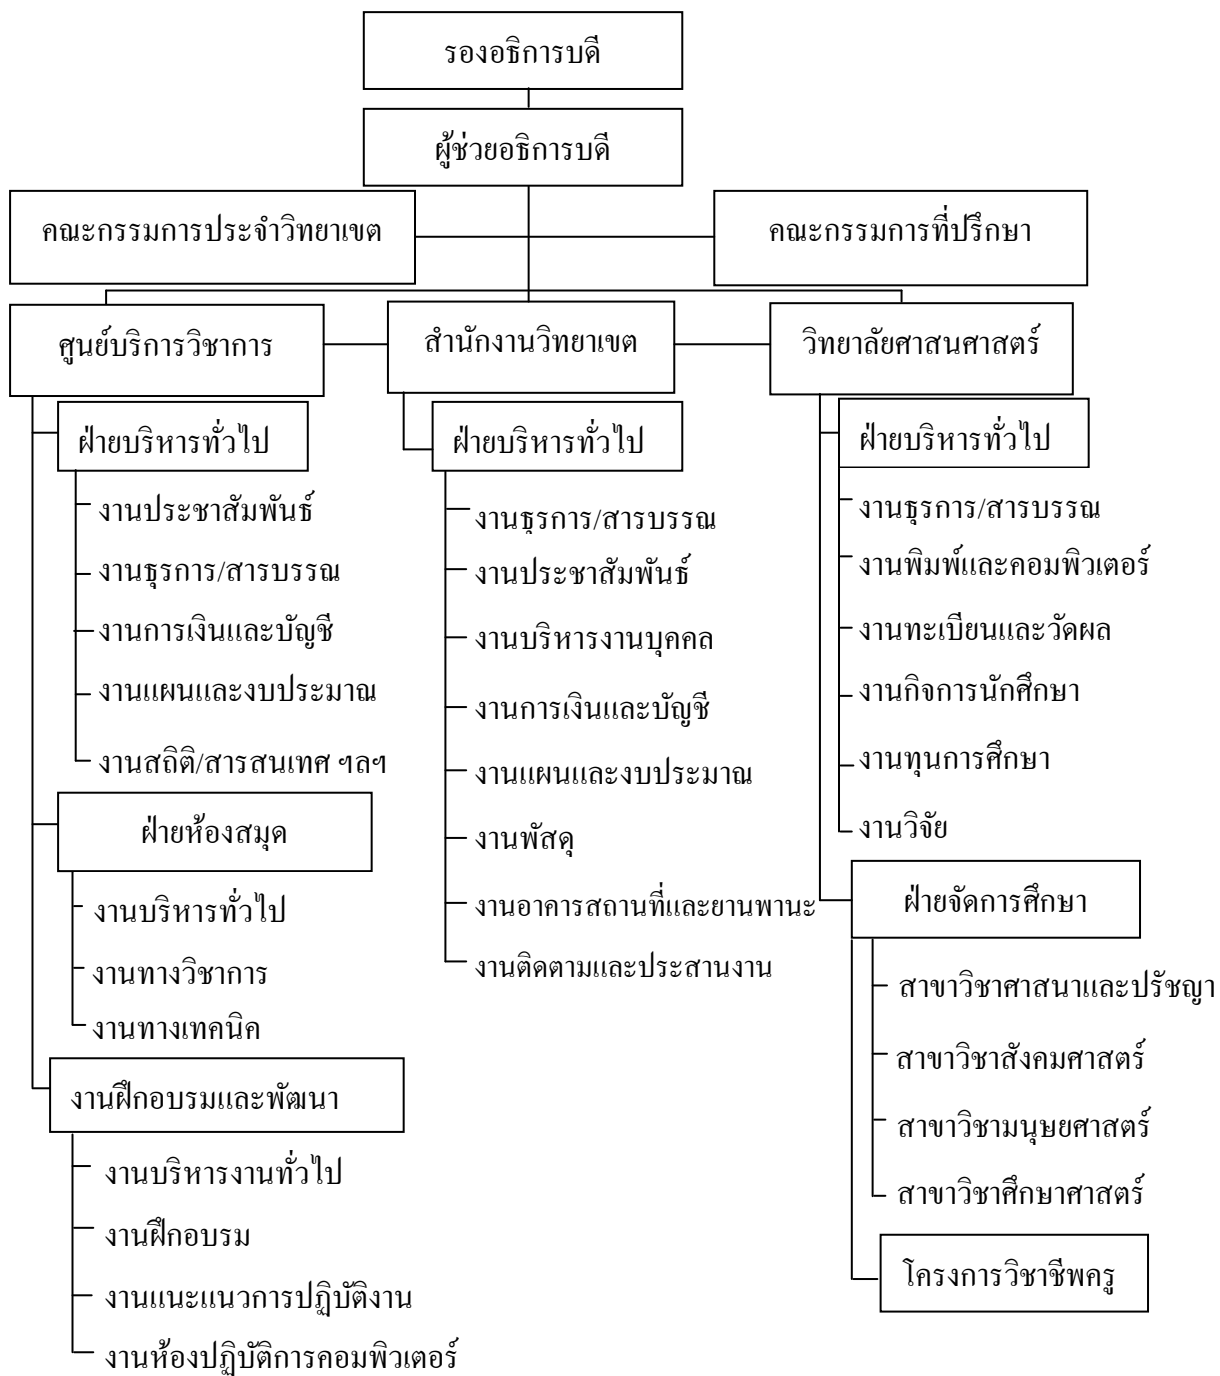 รองอธิการบดี
ผู้ช่วยอธิการบดี
คณะกรรมการประจำวิทยาเขต
คณะกรรมการที่ปรึกษา
ศูนย์บริการวิชาการ
สำนักงานวิทยาเขต
วิทยาลัยศาสนศาสตร์
ฝ่ายบริหารทั่วไป
งานประชาสัมพันธ์
งานธุรการ/สารบรรณ
งานการเงินและบัญชี
งานแผนและงบประมาณ
งานสถิติ/สารสนเทศ ฯลฯ
ฝ่ายห้องสมุด
งานบริหารทั่วไป
งานทางวิชาการ
งานทางเทคนิค
งานฝึกอบรมและพัฒนา
งานบริหารงานทั่วไป
งานฝึกอบรม
งานแนะแนวการปฏิบัติงาน
งานห้องปฏิบัติการคอมพิวเตอร์
ฝ่ายบริหารทั่วไป
งานธุรการ/สารบรรณ
งานประชาสัมพันธ์
งานบริหารงานบุคคล
งานการเงินและบัญชี
งานแผนและงบประมาณ
งานพัสดุ
งานอาคารสถานที่และยานพานะ
งานติดตามและประสานงาน
ฝ่ายบริหารทั่วไป
งานธุรการ/สารบรรณ
งานพิมพ์และคอมพิวเตอร์
งานทะเบียนและวัดผล
งานกิจการนักศึกษา
งานทุนการศึกษา
งานวิจัย
ฝ่ายจัดการศึกษา
สาขาวิชาศาสนาและปรัชญา
สาขาวิชาสังคมศาสตร์
สาขาวิชามนุษยศาสตร์
สาขาวิชาศึกษาศาสตร์
โครงการวิชาชีพครู